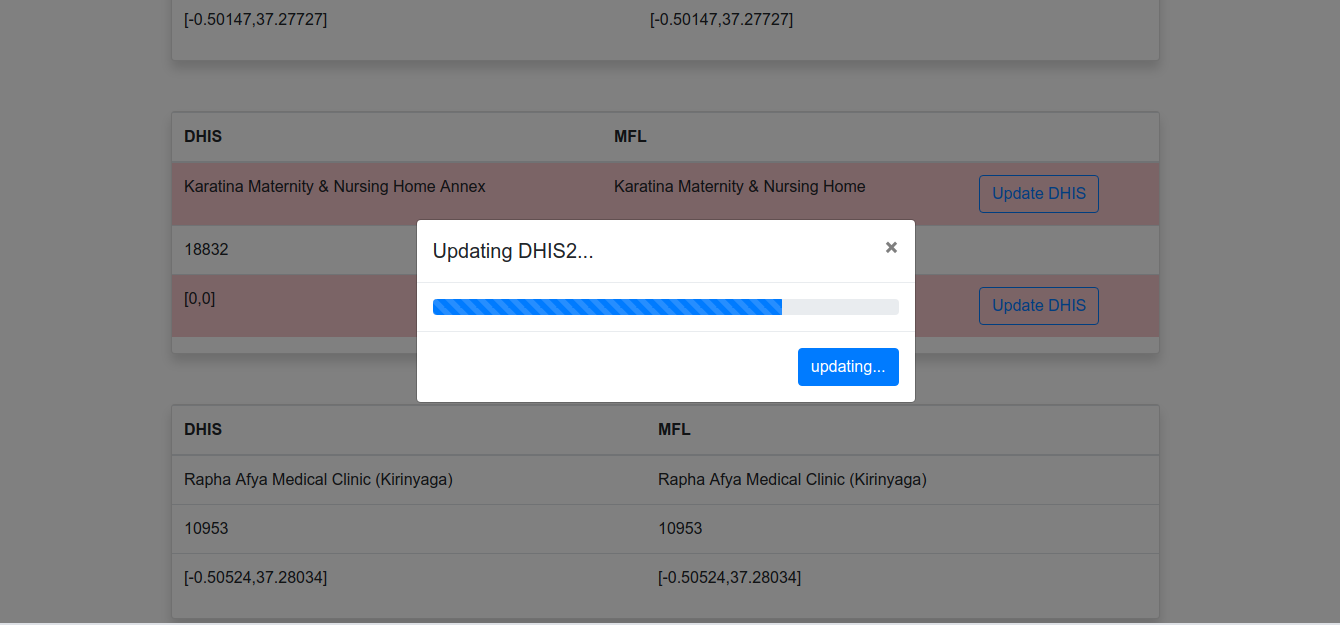 [-0.50147,37.27727] [-0.50147,37.27727]
DHIS MFL
Karatina Maternity & Nursing Home Annex Karatina Maternity & Nursing Home Update DHIS
18832
[0,0] Update DHIS
Updating DHIS2... ×
updating...
DHIS MFL
Rapha Afya Medical Clinic (Kirinyaga) Rapha Afya Medical Clinic (Kirinyaga)
10953 10953
[-0.50524,37.28034] [-0.50524,37.28034]